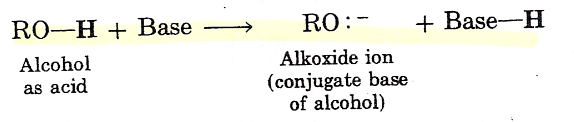 RO—H + Base ⟶ RO:⁻ + Base—H
Alcohol
as acid
Alkoxide ion
(conjugate base
of alcohol)